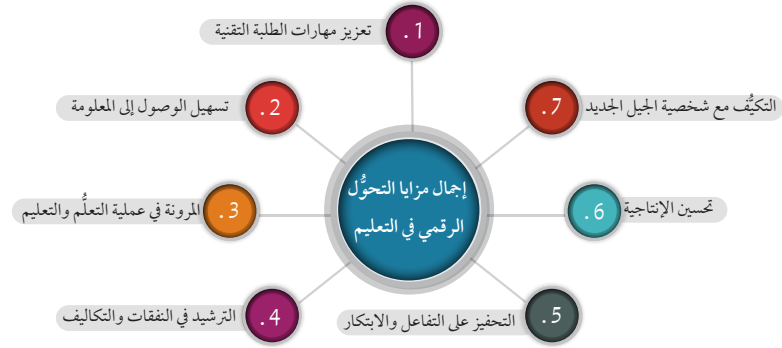 إجمال مزايا التحوُّل
الرقمي في التعليم
1. تعزيز مهارات الطلبة التقنية
2. تسهيل الوصول إلى المعلومة
3. المرونة في عملية التعلُّم والتعليم
4. الترشيد في النفقات والتكاليف
5. التحفيز على التفاعل والابتكار
6. تحسين الإنتاجية
7. التكيُّف مع شخصية الجيل الجديد